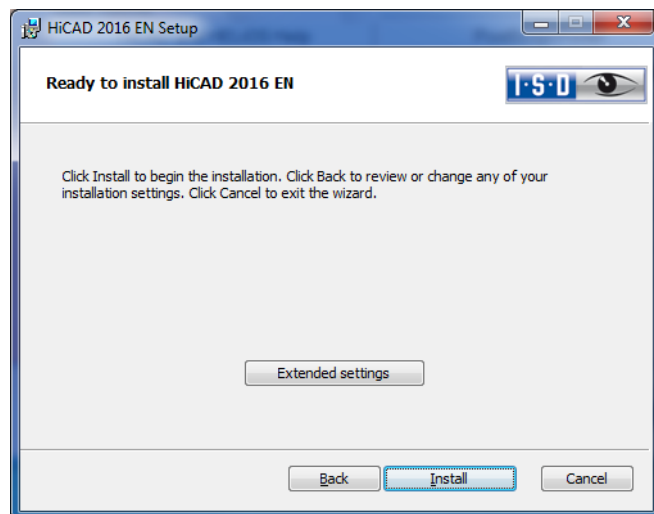 HiCAD 2016 EN Setup
Ready to install HiCAD 2016 EN
I·S·D
Click Install to begin the installation. Click Back to review or change any of your
installation settings. Click Cancel to exit the wizard.
Extended settings
Back
Install
Cancel